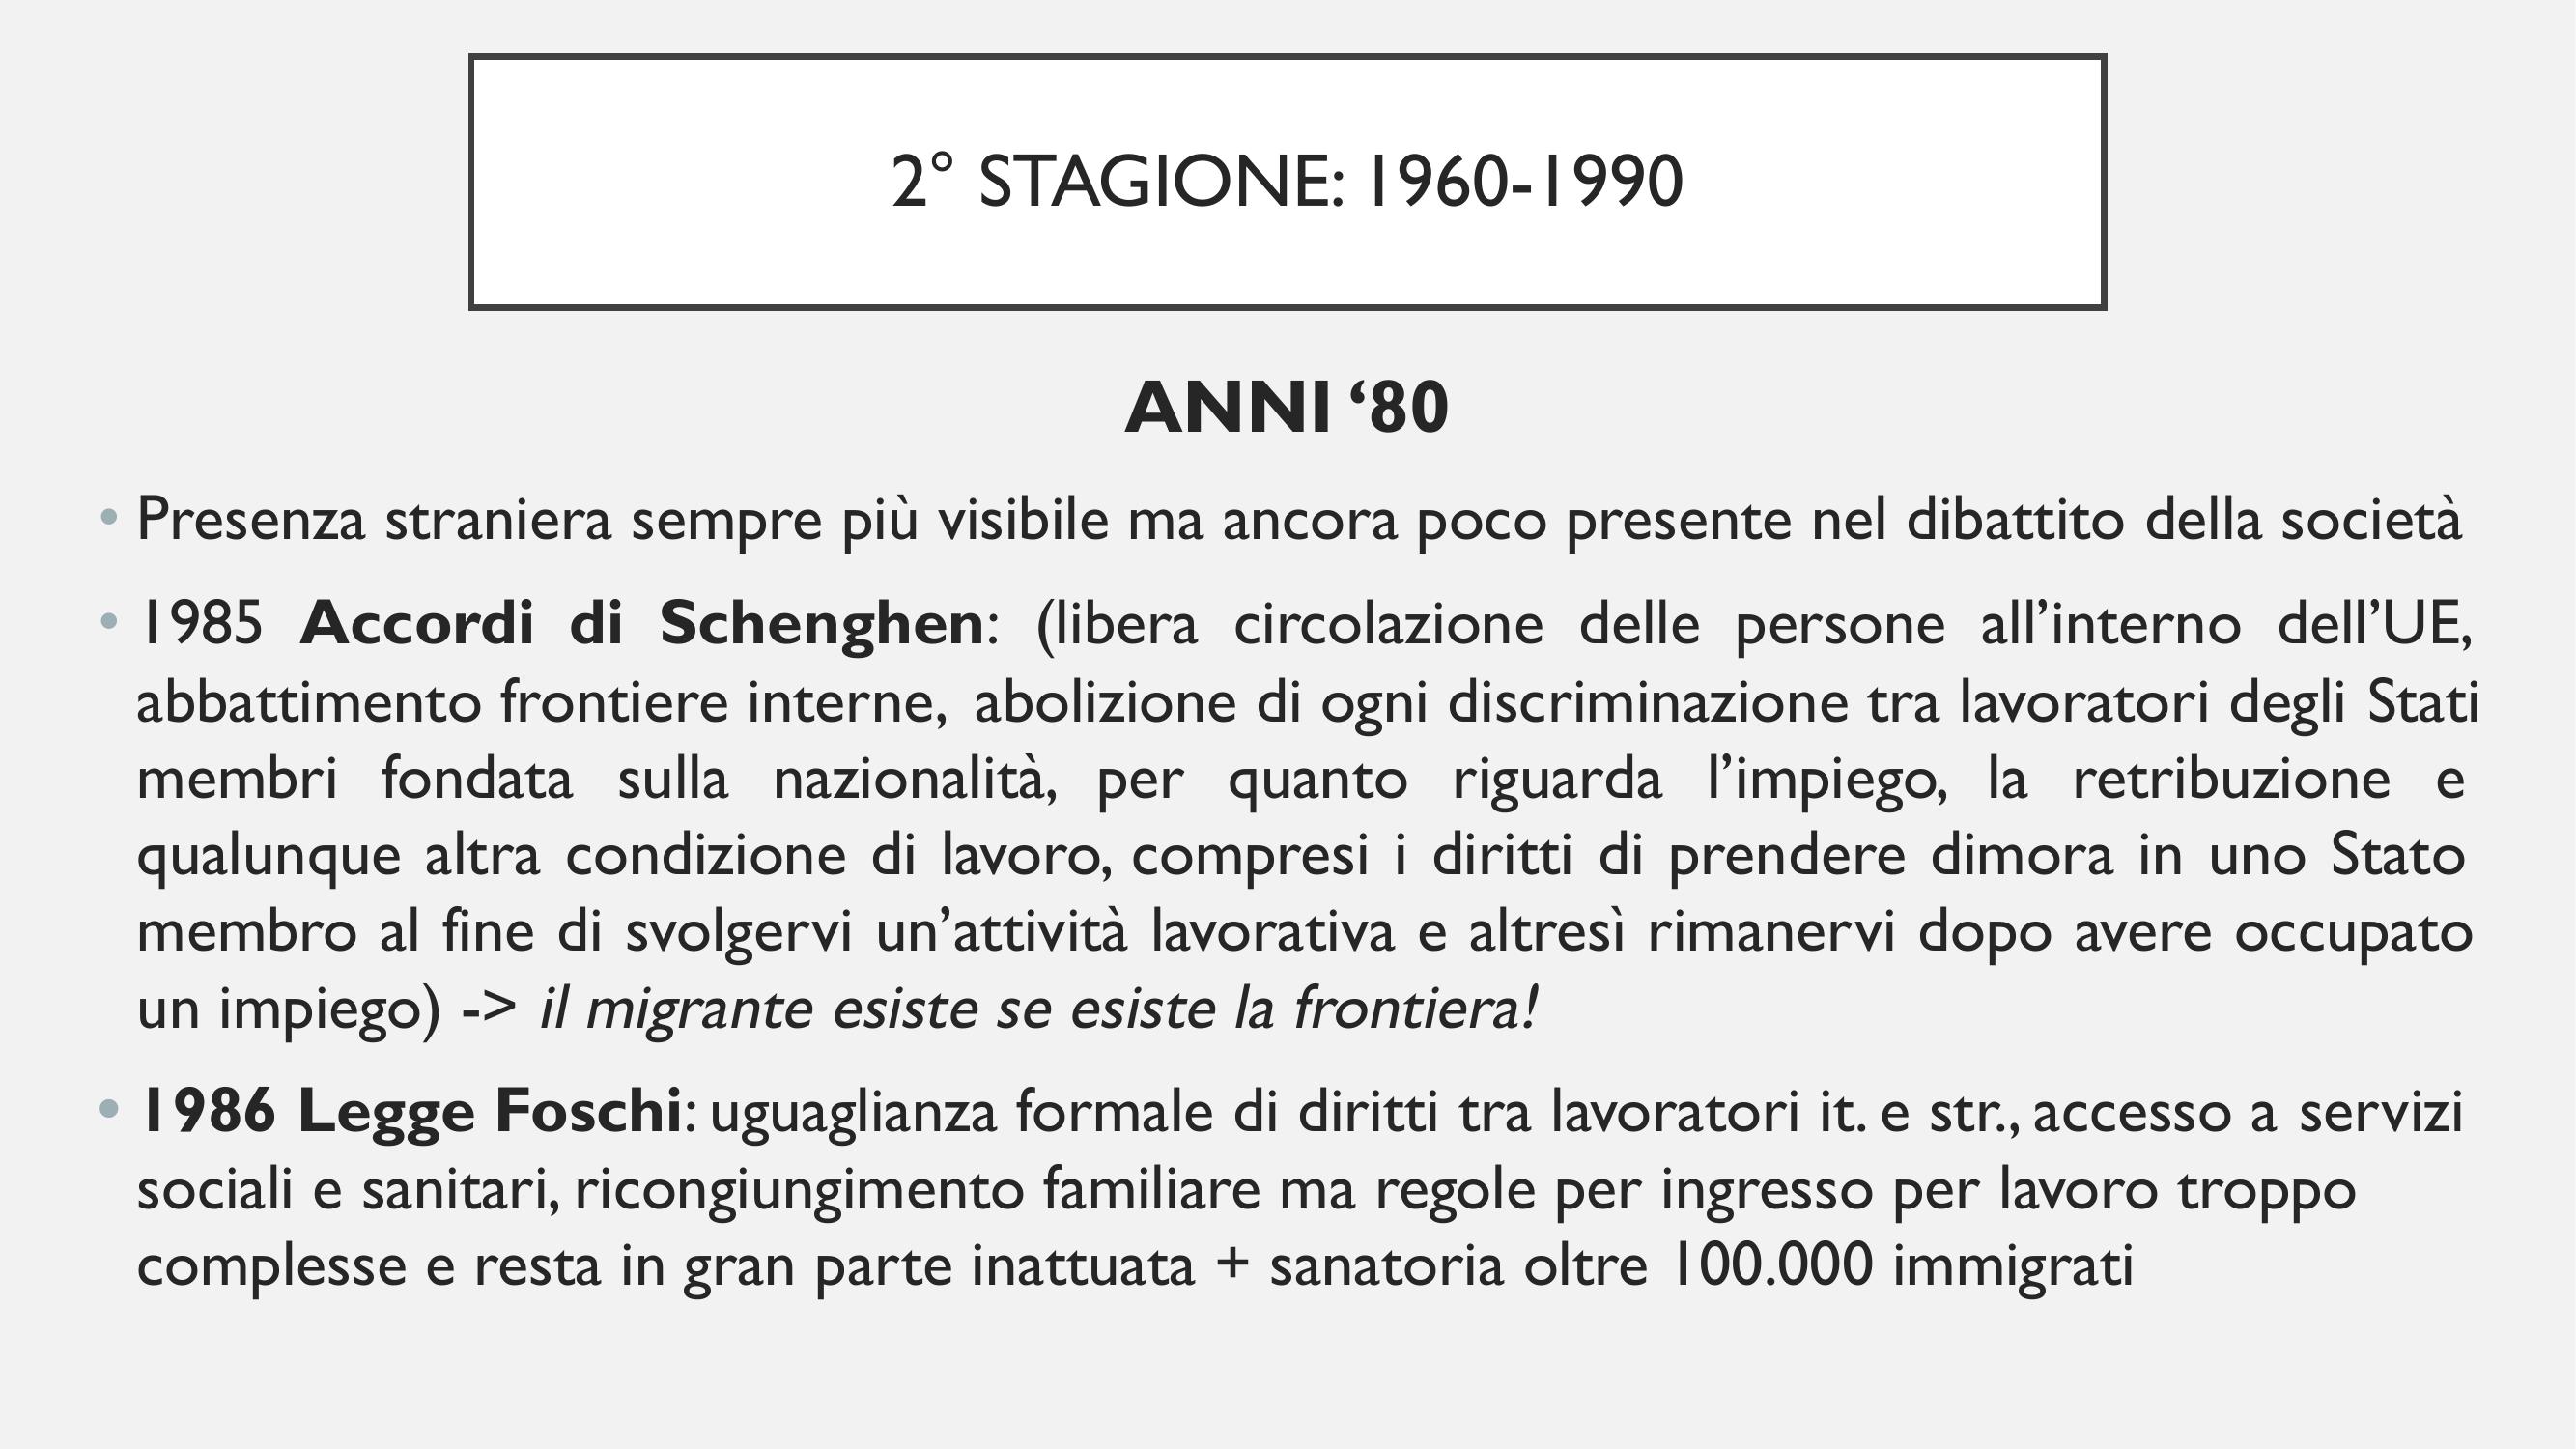 2° STAGIONE: 1960-1990
ANNI ‘80
• Presenza straniera sempre più visibile ma ancora poco presente nel dibattito della società
• 1985 Accordi di Schenghen: (libera circolazione delle persone all’interno dell’UE,
abbattimento frontiere interne, abolizione di ogni discriminazione tra lavoratori degli Stati
membri fondata sulla nazionalità, per quanto riguarda l’impiego, la retribuzione e
qualunque altra condizione di lavoro, compresi i diritti di prendere dimora in uno Stato
membro al fine di svolgervi un’attività lavorativa e altresì rimanervi dopo avere occupato
un impiego) -> il migrante esiste se esiste la frontiera!
• 1986 Legge Foschi: uguaglianza formale di diritti tra lavoratori it. e str., accesso a servizi
sociali e sanitari, ricongiungimento familiare ma regole per ingresso per lavoro troppo
complesse e resta in gran parte inattuata + sanatoria oltre 100.000 immigrati